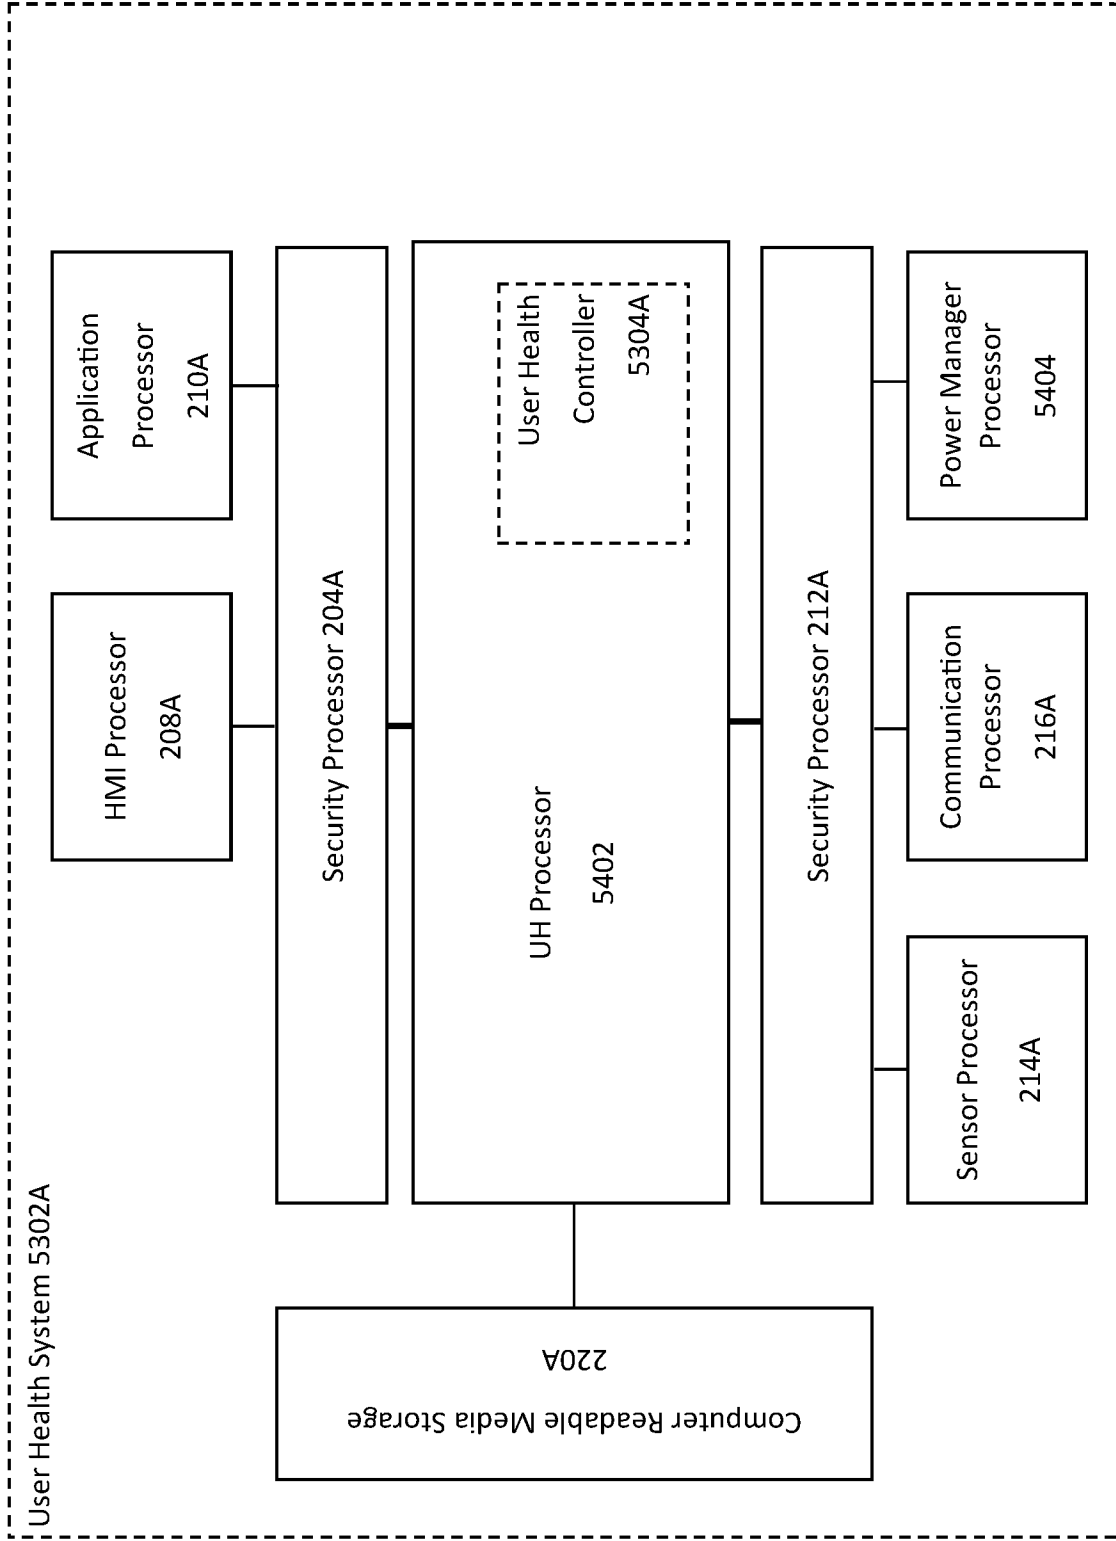 User Health System 5302A
HMI Processor
208A
Application
Processor
210A
Security Processor 204A
Computer Readable Media Storage
220A
UH Processor
5402
User Health
Controller
5304A
Security Processor 212A
Sensor Processor
214A
Communication
Processor
216A
Power Manager
Processor
5404